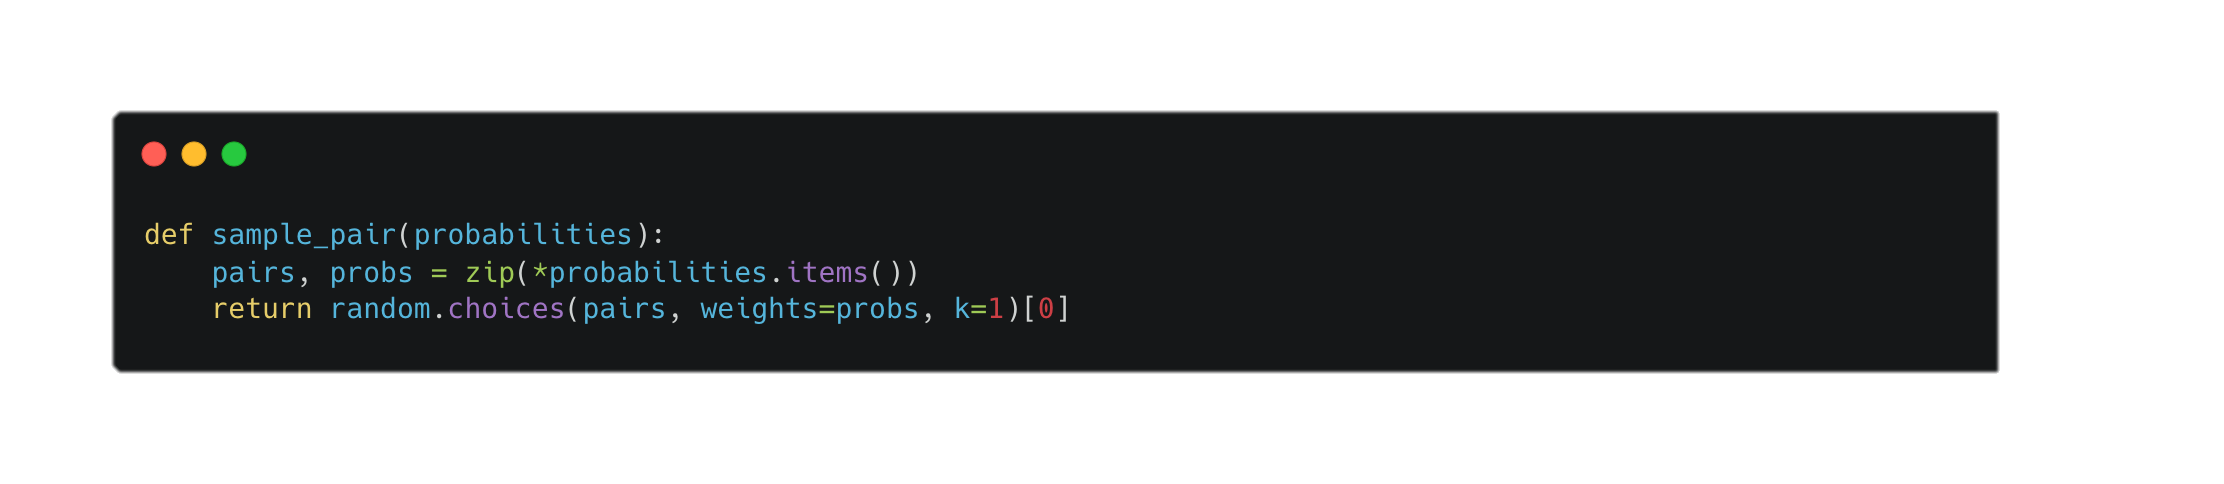 def sample_pair(probabilities):
    pairs, probs = zip(*probabilities.items())
    return random.choices(pairs, weights=probs, k=1)[0]